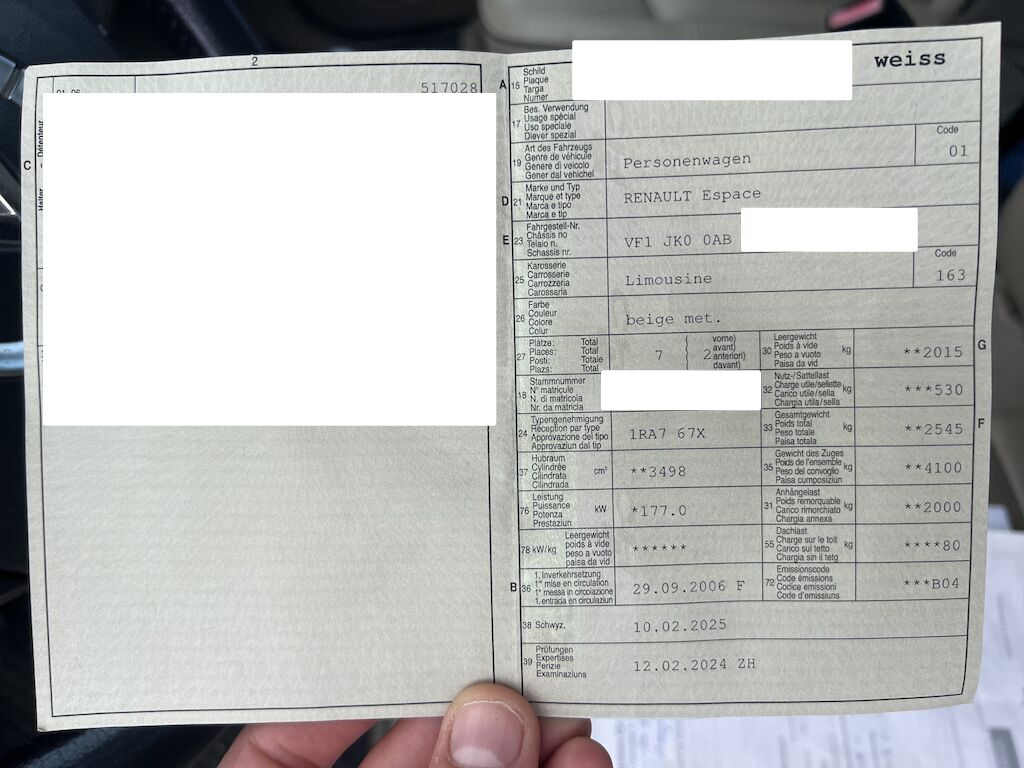 2
517028
C
Halter
Détenteur
A 15
Schild
Plaque
Targa
Numer
weiss
17
Bes. Verwendung
Usage spécial
Uso speciale
Diever spezial
19
Art des Fahrzeugs
Genre de véhicule
Genere di veicolo
Gener dal vehichel
Personenwagen
Code
01
D 21
Marke und Typ
Marque et type
Marca e tipo
Marca e tip
RENAULT Espace
E 23
Fahrgestell-Nr.
Châssis no
Telaio n.
Schassis nr.
VF1 JK0 0AB
25
Karosserie
Carrosserie
Carrozzeria
Carossaria
Limousine
Code
163
26
Farbe
Couleur
Colore
Colur
beige met.
27
Plätze: Total
Places: Total
Posti: Totale
Plazs: Total
7
2
vorne)
avant)
anteriori)
davant)
30
Leergewicht
Poids à vide
Peso a vuoto
Paisa da vid
kg
**2015
G
18
Stammnummer
N° matricule
N. di matricola
Nr. da matricla
32
Nutz-/Sattellast
Charge utile/sellette
Carico utile/sella
Chargia utila/sella
kg
***530
24
Typengenehmigung
Réception par type
Approvazione del tipo
Approvaziun dal tip
1RA7 67X
33
Gesamtgewicht
Poids total
Peso totale
Paisa totala
kg
**2545
F
37
Hubraum
Cylindrée
Cilindrata
Cilindrada
cm³
**3498
35
Gewicht des Zuges
Poids de l'ensemble
Peso del convoglio
Paisa cumposiziun
kg
**4100
76
Leistung
Puissance
Potenza
Prestaziun
kW
*177.0
31
Anhängelast
Poids remorquable
Carico rimorchiato
Chargia annexa
kg
**2000
78 kW/kg
Leergewicht
poids à vide
peso a vuoto
paisa da vid
******
55
Dachlast
Charge sur le toit
Carico sul tetto
Chargia sin il tetg
kg
****80
B 36
1. Inverkehrsetzung
1re mise en circulation
1a messa in circolazione
1. entrada en circulaziun
29.09.2006 F
72
Emissionscode
Code émissions
Codice emissioni
Code d'emissiuns
***B04
38 Schwyz.
10.02.2025
39
Prüfungen
Expertises
Perizie
Examinaziuns
12.02.2024 ZH